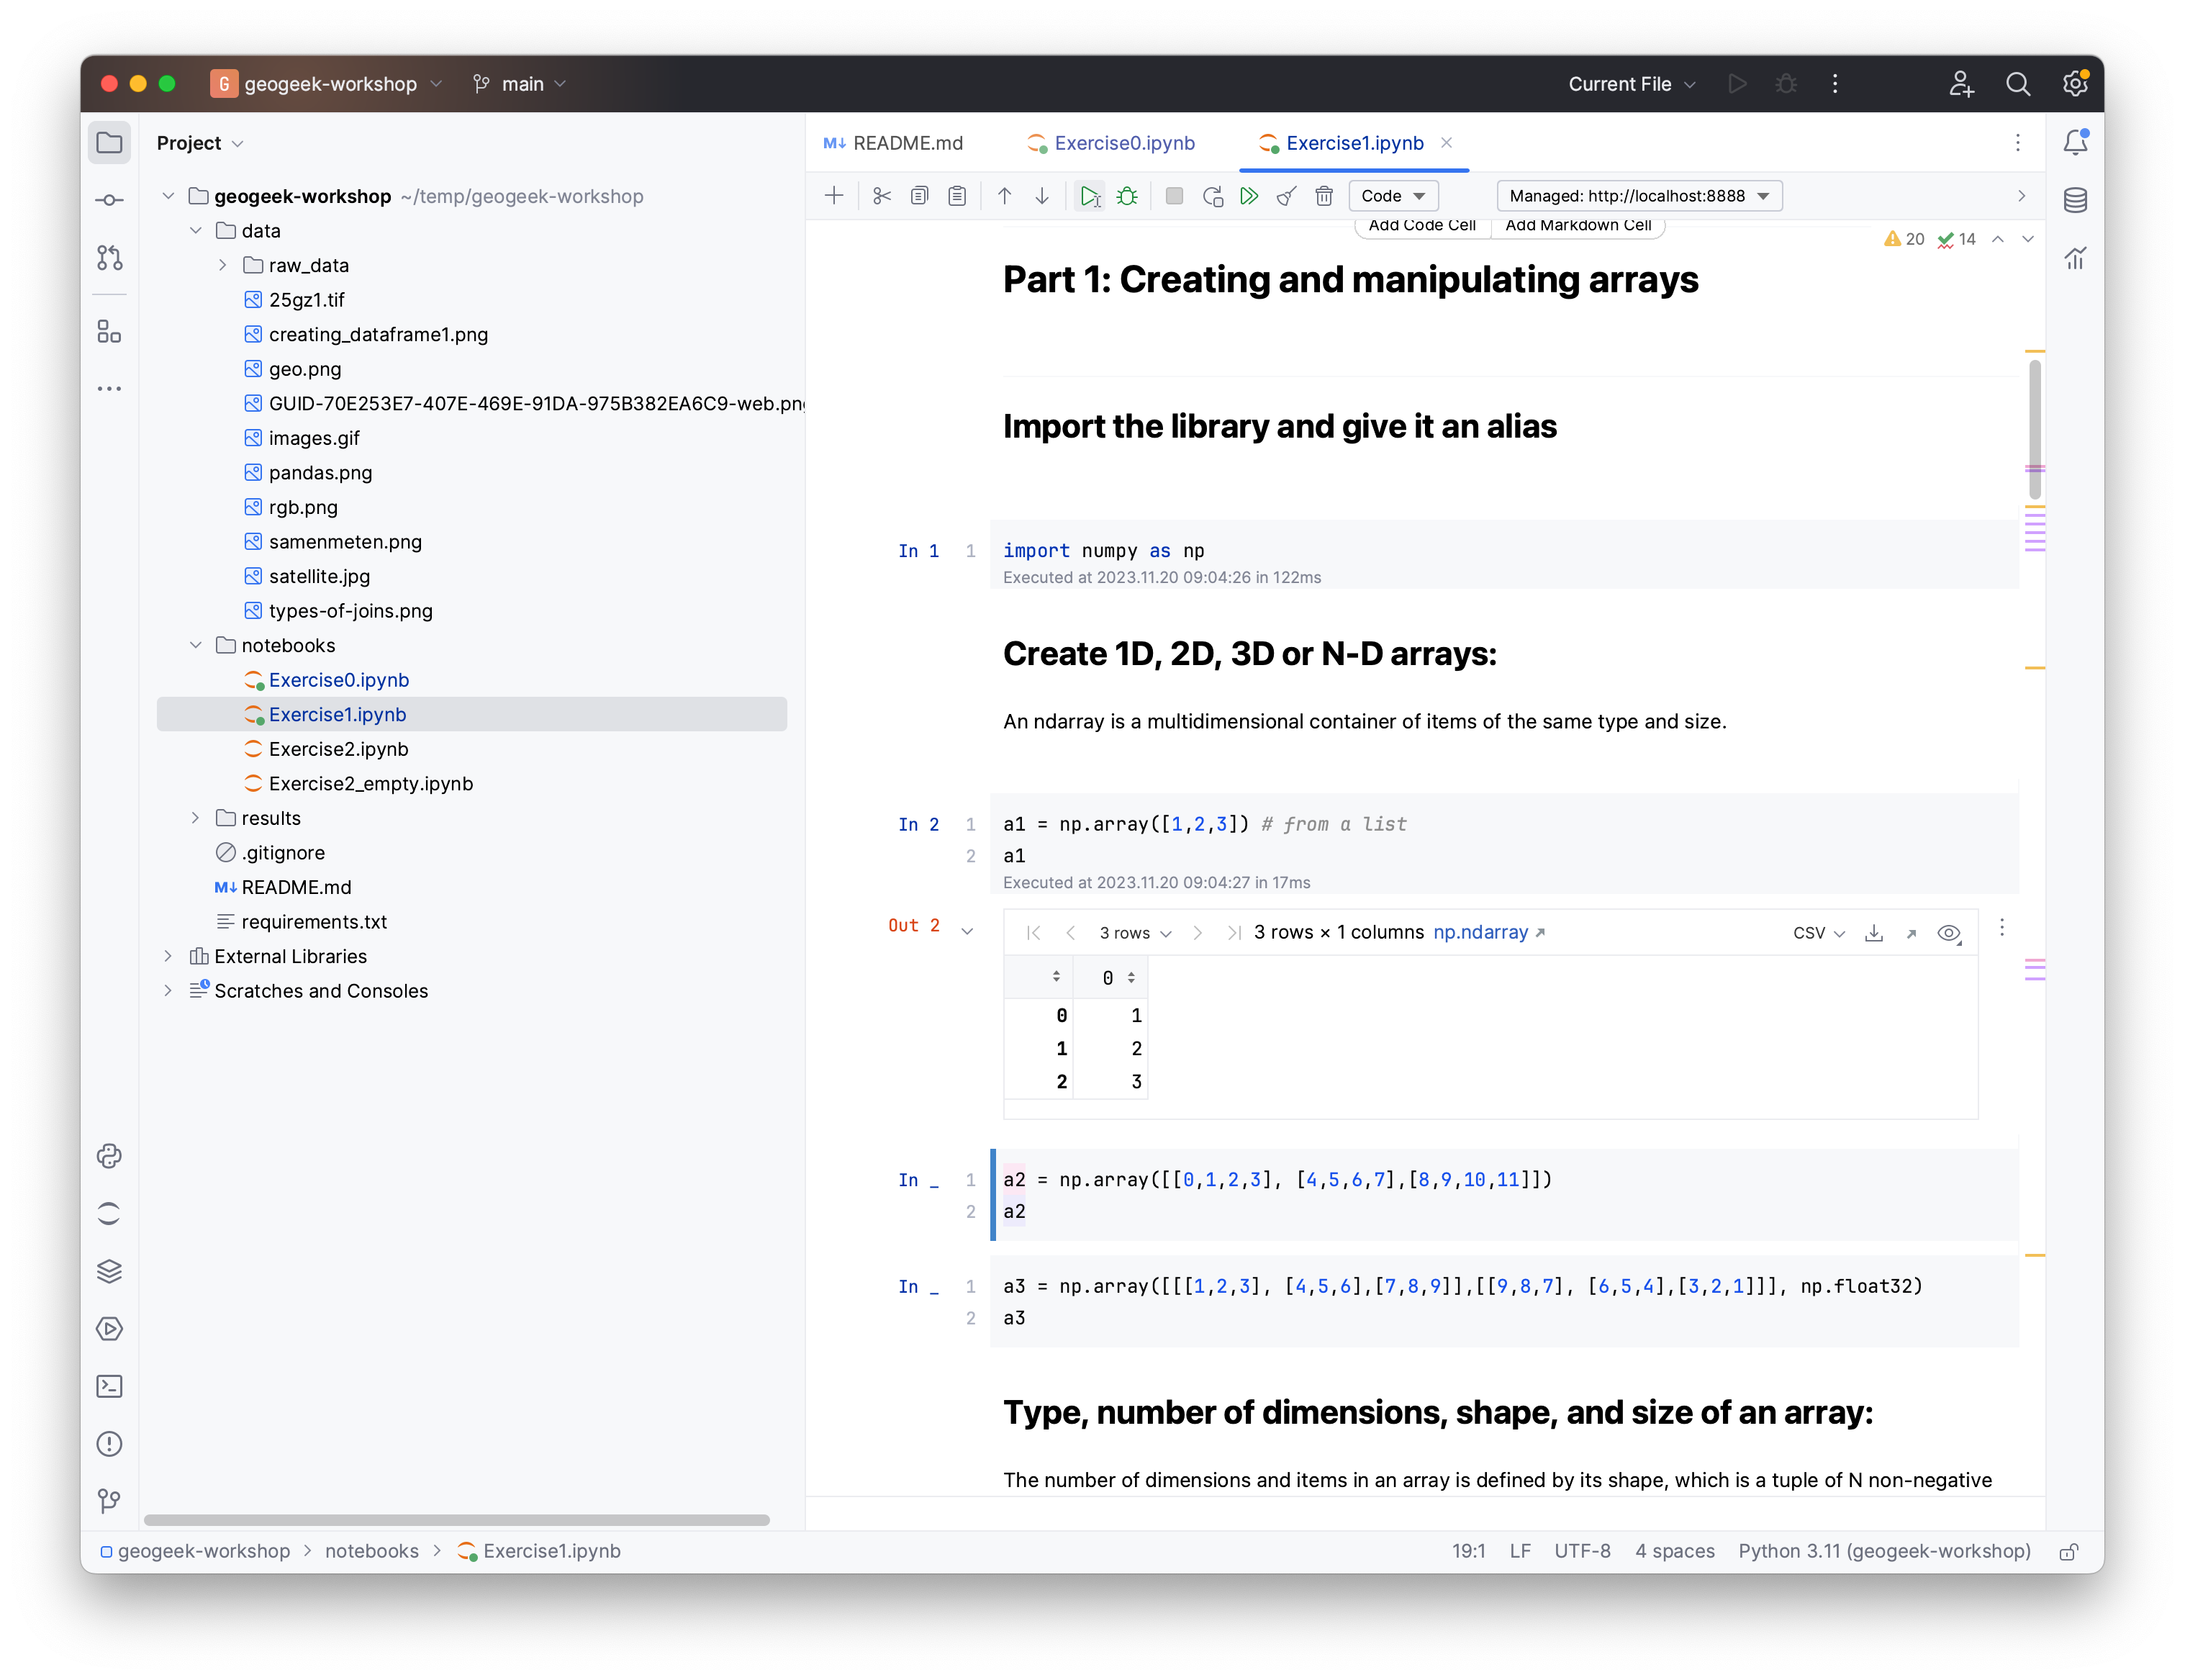 G geogeek-workshop main Current File
Project
geogeek-workshop ~/temp/geogeek-workshop
data
raw_data
25gz1.tif
creating_dataframe1.png
geo.png
GUID-70E253E7-407E-469E-91DA-975B382EA6C9-web.png
images.gif
pandas.png
rgb.png
samenmeten.png
satellite.jpg
types-of-joins.png
notebooks
Exercise0.ipynb
Exercise1.ipynb
Exercise2.ipynb
Exercise2_empty.ipynb
results
.gitignore
M↓ README.md
requirements.txt
External Libraries
Scratches and Consoles
M↓ README.md Exercise0.ipynb Exercise1.ipynb
Code Managed: http://localhost:8888
Add Code Cell Add Markdown Cell
20 14
Part 1: Creating and manipulating arrays
Import the library and give it an alias
In 1 1 import numpy as np
Executed at 2023.11.20 09:04:26 in 122ms
Create 1D, 2D, 3D or N-D arrays:
An ndarray is a multidimensional container of items of the same type and size.
In 2 1 a1 = np.array([1,2,3]) # from a list
2 a1
Executed at 2023.11.20 09:04:27 in 17ms
Out 2 3 rows 3 rows × 1 columns np.ndarray CSV
0
0 1
1 2
2 3
In _ 1 a2 = np.array([[0,1,2,3], [4,5,6,7],[8,9,10,11]])
2 a2
In _ 1 a3 = np.array([[[1,2,3], [4,5,6],[7,8,9]],[[9,8,7], [6,5,4],[3,2,1]]], np.float32)
2 a3
Type, number of dimensions, shape, and size of an array:
The number of dimensions and items in an array is defined by its shape, which is a tuple of N non-negative
geogeek-workshop > notebooks > Exercise1.ipynb 19:1 LF UTF-8 4 spaces Python 3.11 (geogeek-workshop)